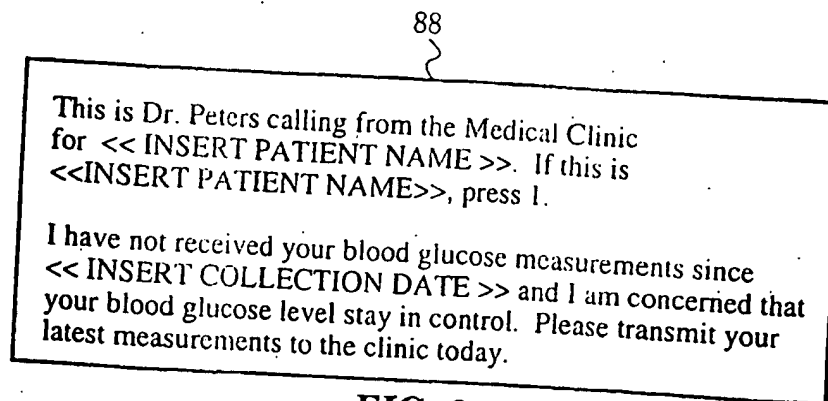 88
This is Dr. Peters calling from the Medical Clinic
for << INSERT PATIENT NAME >>. If this is
<<INSERT PATIENT NAME>>, press 1.
I have not received your blood glucose measurements since
<< INSERT COLLECTION DATE >> and I am concerned that
your blood glucose level stay in control. Please transmit your
latest measurements to the clinic today.